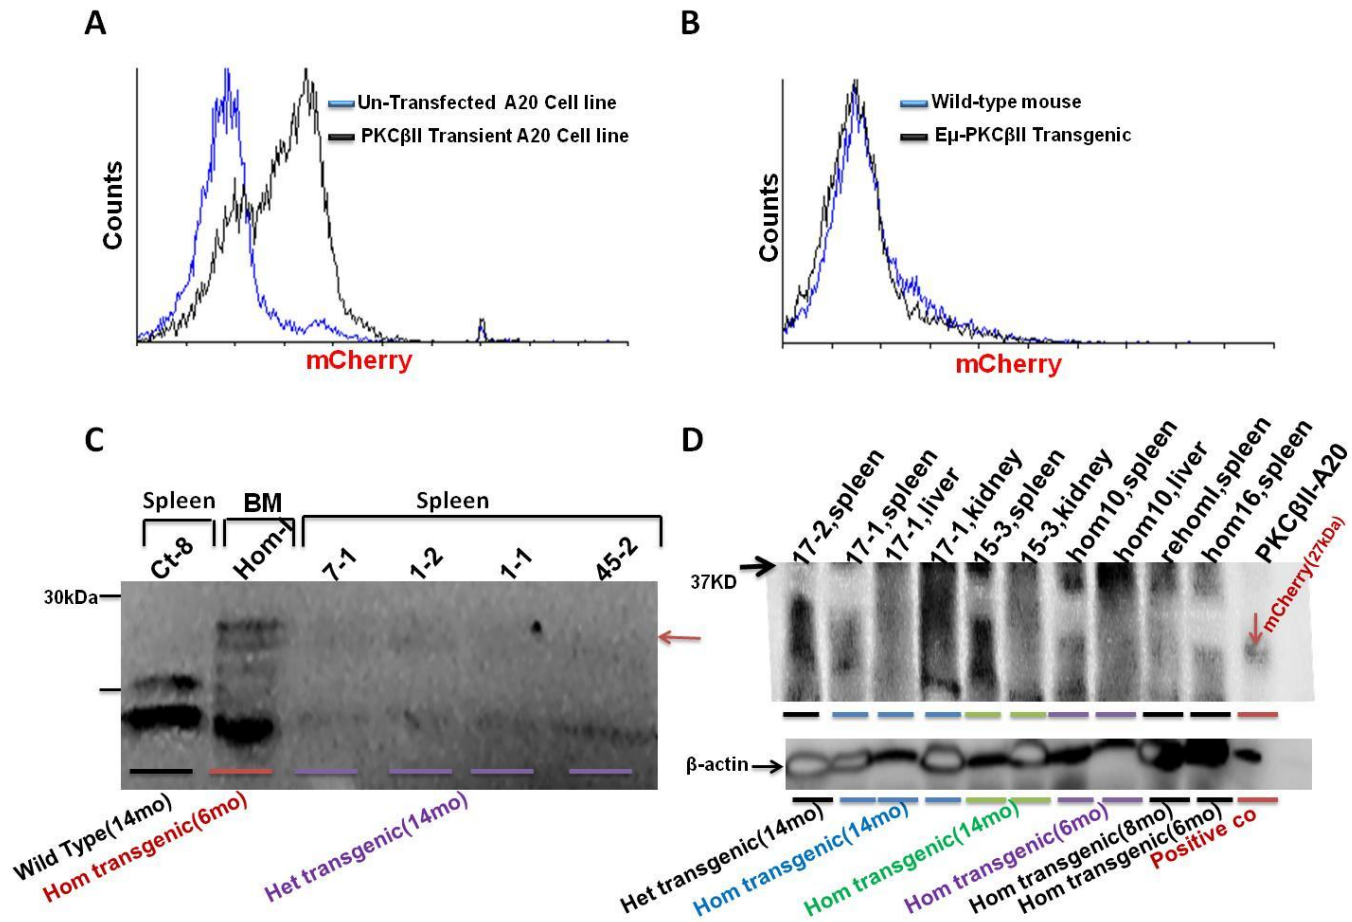 A
Un-Transfected A20 Cell line
PKCβII Transient A20 Cell line
Counts
mCherry
B
Wild-type mouse
Eμ-PKCβII Transgenic
Counts
mCherry
C
Spleen
BM
Spleen
Ct-8
Hom-1
7-1
1-2
1-1
45-2
30kDa
Wild Type(14mo)
Hom transgenic(6mo)
Het transgenic(14mo)
D
17-2,spleen
17-1,spleen
17-1,liver
17-1,kidney
15-3,spleen
15-3,kidney
hom10,spleen
hom10,liver
rehoml,spleen
hom16,spleen
PKCβII-A20
37KD
mCherry(27kDa)
β-actin
Het transgenic(14mo)
Hom transgenic(14mo)
Hom transgenic(14mo)
Hom transgenic(6mo)
Hom transgenic(8mo)
Hom transgenic(6mo)
Positive co